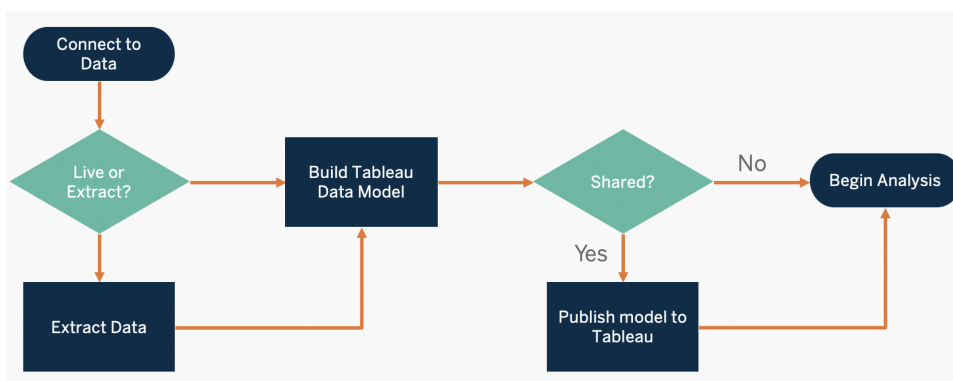 Connect to
Data
Live or
Extract?
Build Tableau
Data Model
Shared?
No
Begin Analysis
Yes
Extract Data
Publish model to
Tableau